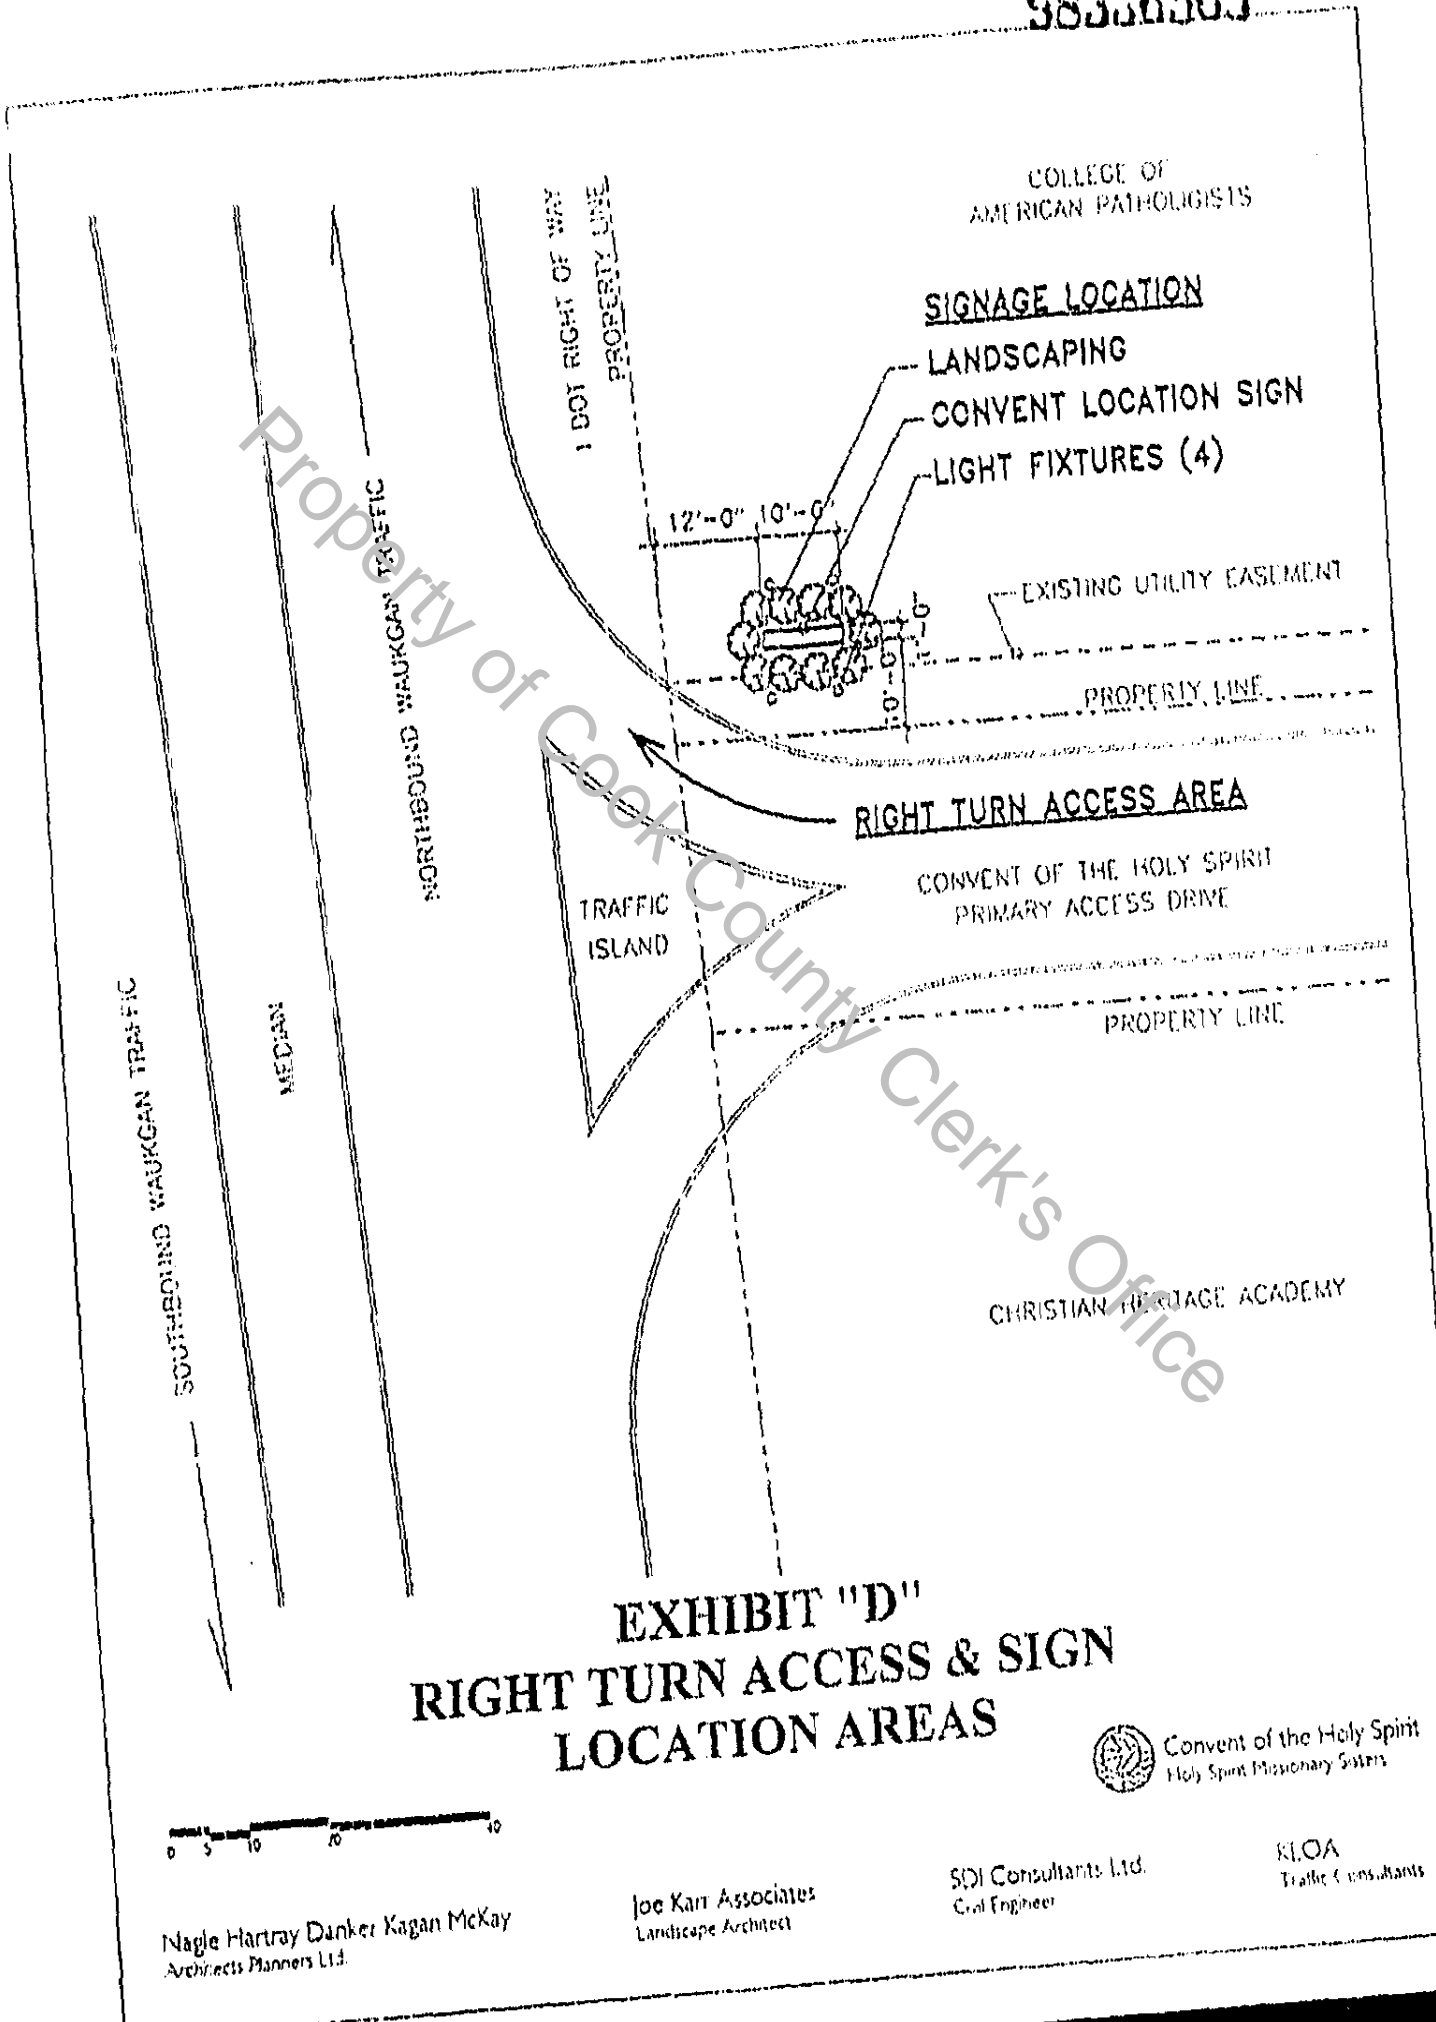 COLLEGE OF
AMERICAN PATHOLIGISTS
I DOT RIGHT OF WAY
PROPERTY LINE
SIGNAGE LOCATION
LANDSCAPING
CONVENT LOCATION SIGN
LIGHT FIXTURES (4)
12'-0" 10'-0"
EXISTING UTILITY EASEMENT
PROPERTY LINE
RIGHT TURN ACCESS AREA
CONVENT OF THE HOLY SPIRIT
PRIMARY ACCESS DRIVE
TRAFFIC
ISLAND
PROPERTY LINE
NORTHBOUND WAUKGAN TRAFFIC
MEDIAN
SOUTHBOUND WAUKGAN TRAFFIC
CHRISTIAN HERITAGE ACADEMY
Property of Cook County Clerk's Office
EXHIBIT "D"
RIGHT TURN ACCESS & SIGN
LOCATION AREAS
Convent of the Holy Spirit
Holy Spirit Missionary Sisters
0 5 10 20 40
Nagle Hartray Danker Kagan McKay
Architects Planners Ltd.
Joe Karr Associates
Landscape Architect
SDI Consultants Ltd.
Civil Engineer
KLOA
Traffic Consultants